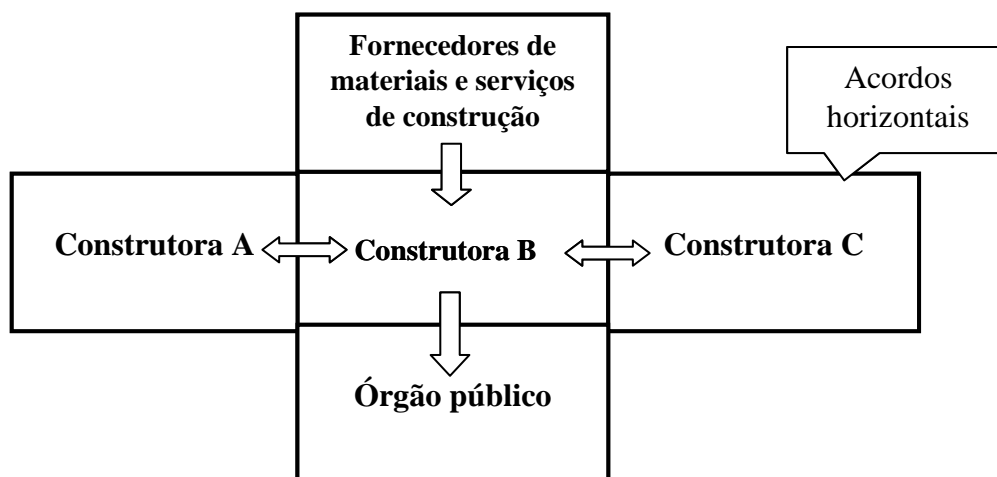 Fornecedores de
materiais e serviços
de construção
Acordos
horizontais
Construtora A
Construtora B
Construtora C
Órgão público